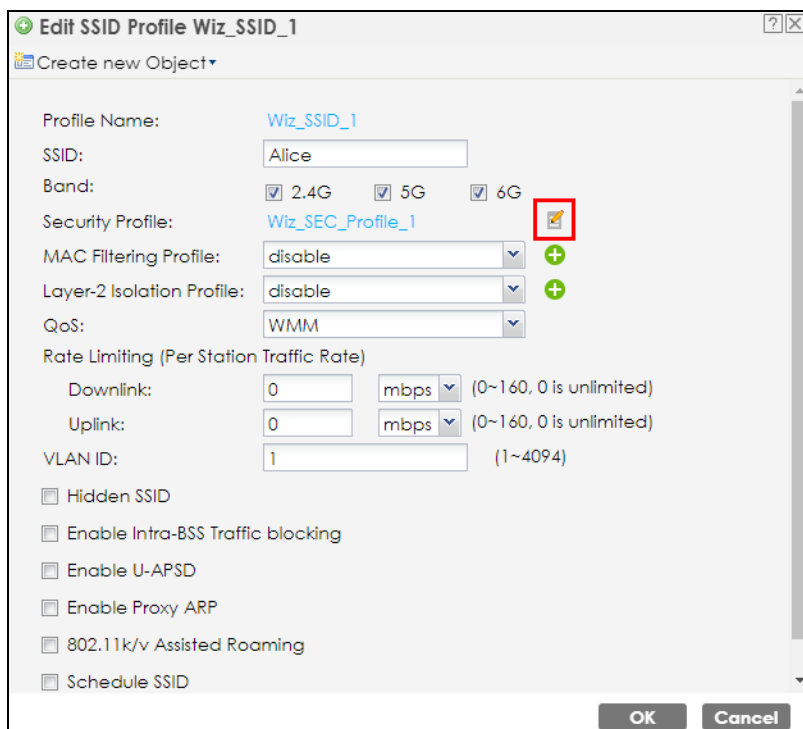 Edit SSID Profile Wiz_SSID_1
Create new Object
Profile Name: Wiz_SSID_1
SSID: Alice
Band: 2.4G 5G 6G
Security Profile: Wiz_SEC_Profile_1
MAC Filtering Profile: disable
Layer-2 Isolation Profile: disable
QoS: WMM
Rate Limiting (Per Station Traffic Rate)
Downlink: 0 mbps (0~160, 0 is unlimited)
Uplink: 0 mbps (0~160, 0 is unlimited)
VLAN ID: 1 (1~4094)
Hidden SSID
Enable Intra-BSS Traffic blocking
Enable U-APSD
Enable Proxy ARP
802.11k/v Assisted Roaming
Schedule SSID
OK Cancel